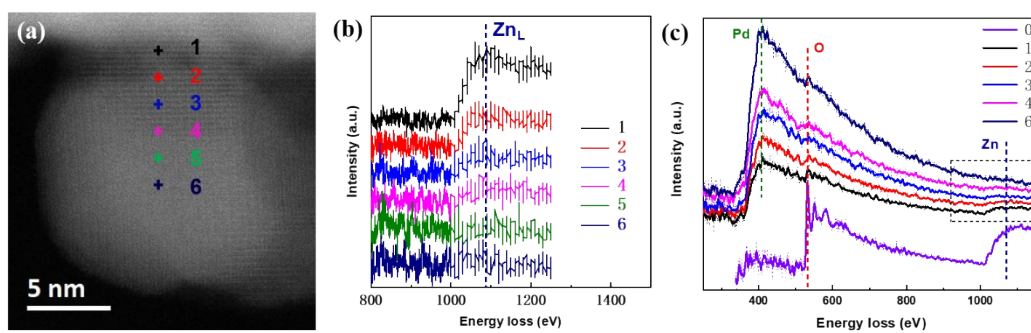 (a)
1
2
3
4
5
6
5 nm
(b)
Zn_L
Intensity (a.u.)
1
2
3
4
5
6
800
1000
1200
1400
Energy loss (eV)
(c)
Pd
O
Zn
Intensity (a.u.)
0
1
2
3
4
6
400
600
800
1000
Energy loss (eV)